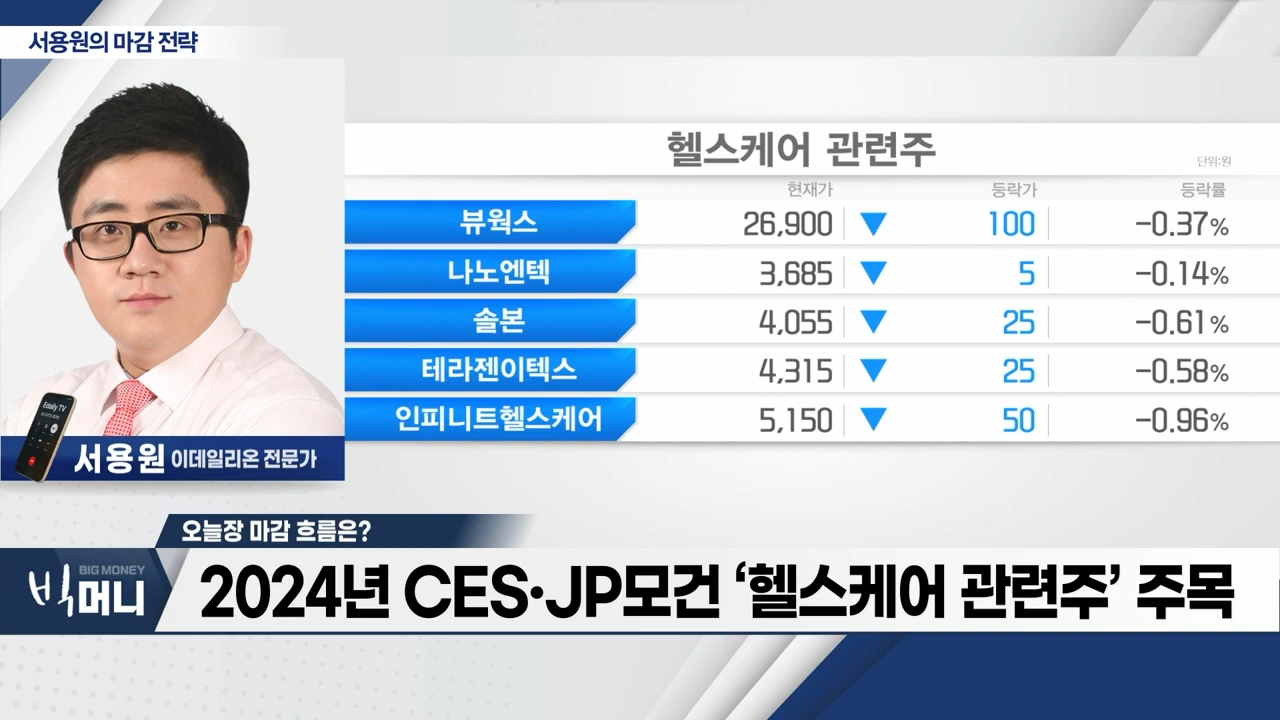 서용원의 마감 전략
헬스케어 관련주
단위:원
현재가 등락가 등락률
뷰웍스 26,900 ▼ 100 -0.37%
나노엔텍 3,685 ▼ 5 -0.14%
솔본 4,055 ▼ 25 -0.61%
테라젠이텍스 4,315 ▼ 25 -0.58%
인피니트헬스케어 5,150 ▼ 50 -0.96%
Edaily TV
서용원 이데일리온 전문가
오늘장 마감 흐름은?
BIG MONEY
빅머니
2024년 CES·JP모건 ‘헬스케어 관련주’ 주목